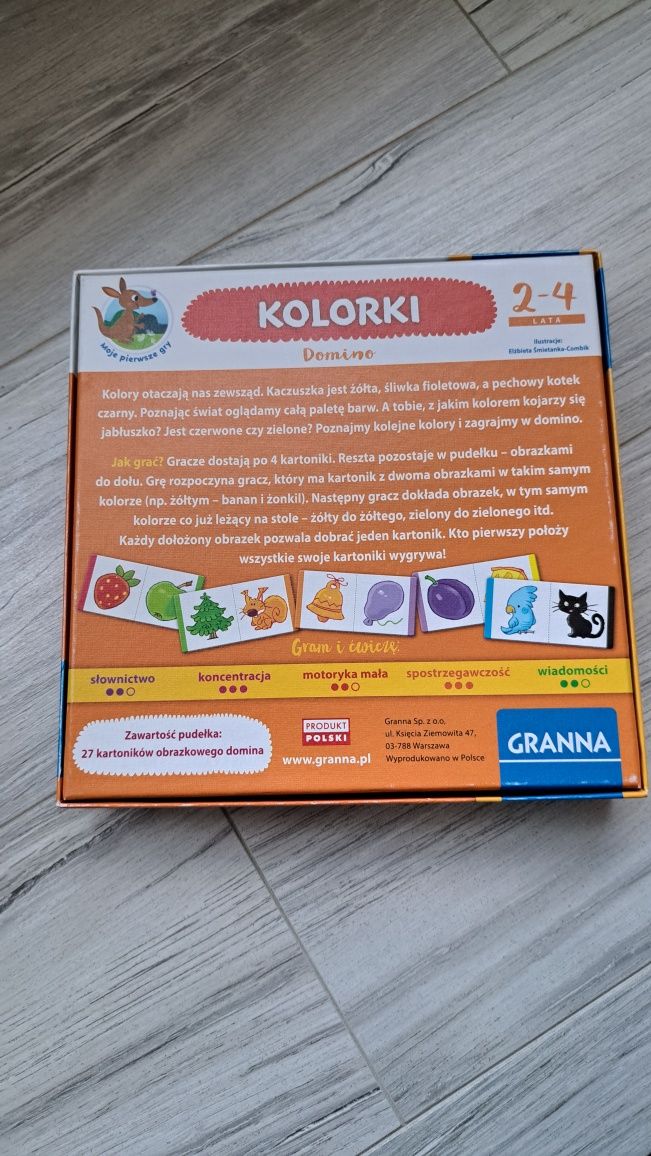 KOLORKI
Domino
2-4
LATA
Moje pierwsze gry
Ilustracje:
Elżbieta Śmietanka-Combik
Kolory otaczają nas zewsząd. Kaczuszka jest żółta, śliwka fioletowa, a pechowy kotek
czarny. Poznając świat oglądamy całą paletę barw. A tobie, z jakim kolorem kojarzy się
jabłuszko? Jest czerwone czy zielone? Poznajmy kolejne kolory i zagrajmy w domino.
Jak grać? Gracze dostają po 4 kartoniki. Reszta pozostaje w pudełku – obrazkami
do dołu. Grę rozpoczyna gracz, który ma kartonik z dwoma obrazkami w takim samym
kolorze (np. żółtym – banan i żonkil). Następny gracz dokłada obrazek, w tym samym
kolorze co już leżący na stole – żółty do żółtego, zielony do zielonego itd.
Każdy dołożony obrazek pozwala dobrać jeden kartonik. Kto pierwszy położy
wszystkie swoje kartoniki wygrywa!
Gram i ćwiczę:
słownictwo
koncentracja
motoryka mała
spostrzegawczość
wiadomości
Zawartość pudełka:
27 kartoników obrazkowego domina
PRODUKT
POLSKI
www.granna.pl
Granna Sp. z o.o,
ul. Księcia Ziemowita 47,
03-788 Warszawa
Wyprodukowano w Polsce
GRANNA